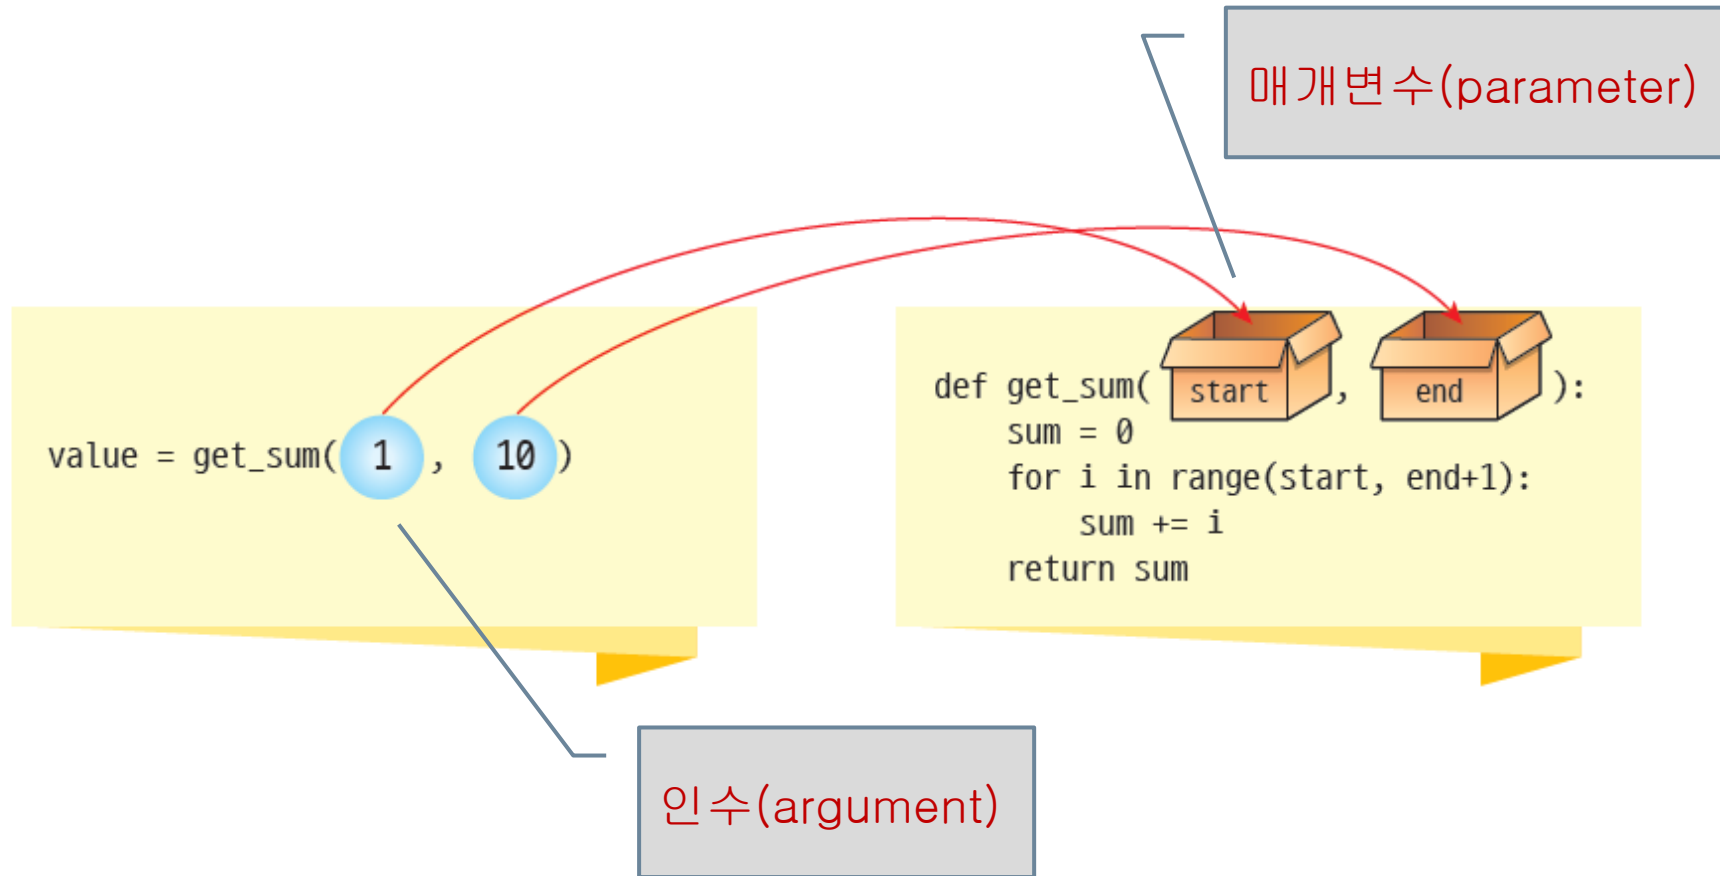 매개변수(parameter)
value = get_sum( 1 , 10 )
def get_sum( start , end ):
sum = 0
for i in range(start, end+1):
sum += i
return sum
인수(argument)